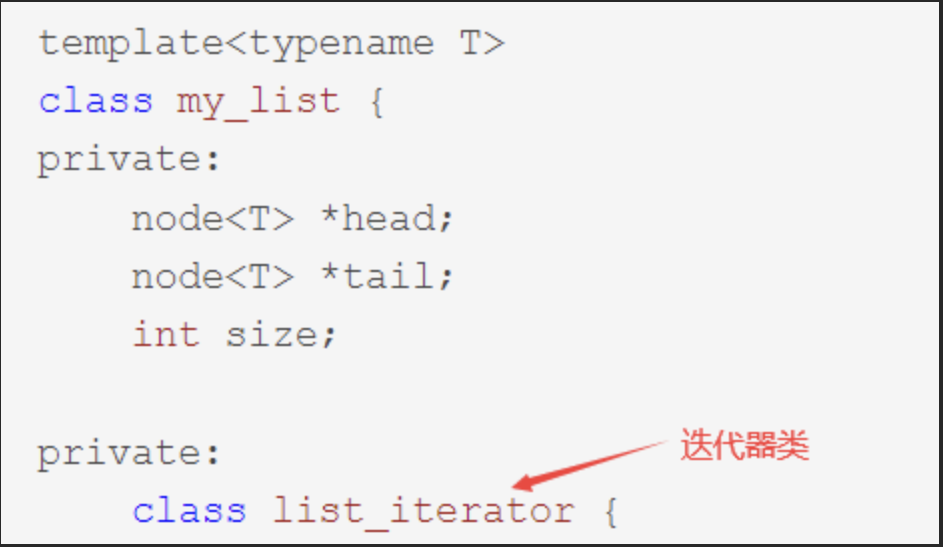 template<typename T>
class my_list {
private:
    node<T> *head;
    node<T> *tail;
    int size;
private:
迭代器类
    class list_iterator {